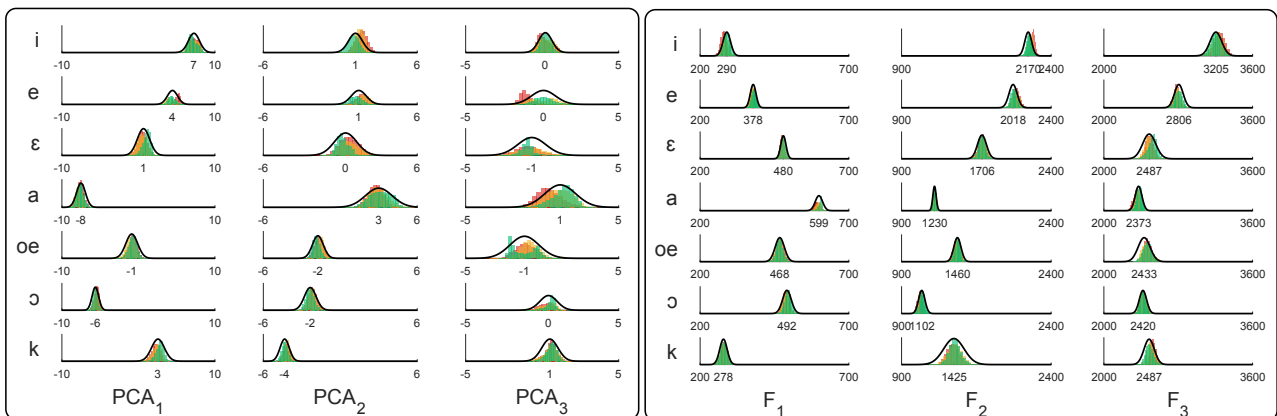 i
-10 7 10
-6 1 6
-5 0 5
e
-10 4 10
-6 1 6
-5 0 5
ε
-10 1 10
-6 0 6
-5 -1 5
a
-10 -8 10
-6 3 6
-5 1 5
oe
-10 -1 10
-6 -2 6
-5 -1 5
ɔ
-10 -6 10
-6 -2 6
-5 0 5
k
-10 3 10
-6 -4 6
-5 1 5
PCA1 PCA2 PCA3
i
200 290 700
900 2170 2400
2000 3205 3600
e
200 378 700
900 2018 2400
2000 2806 3600
ε
200 480 700
900 1706 2400
2000 2487 3600
a
200 599 700
900 1230 2400
2000 2373 3600
oe
200 468 700
900 1460 2400
2000 2433 3600
ɔ
200 492 700
900 1102 2400
2000 2420 3600
k
200 278 700
900 1425 2400
2000 2487 3600
F1 F2 F3